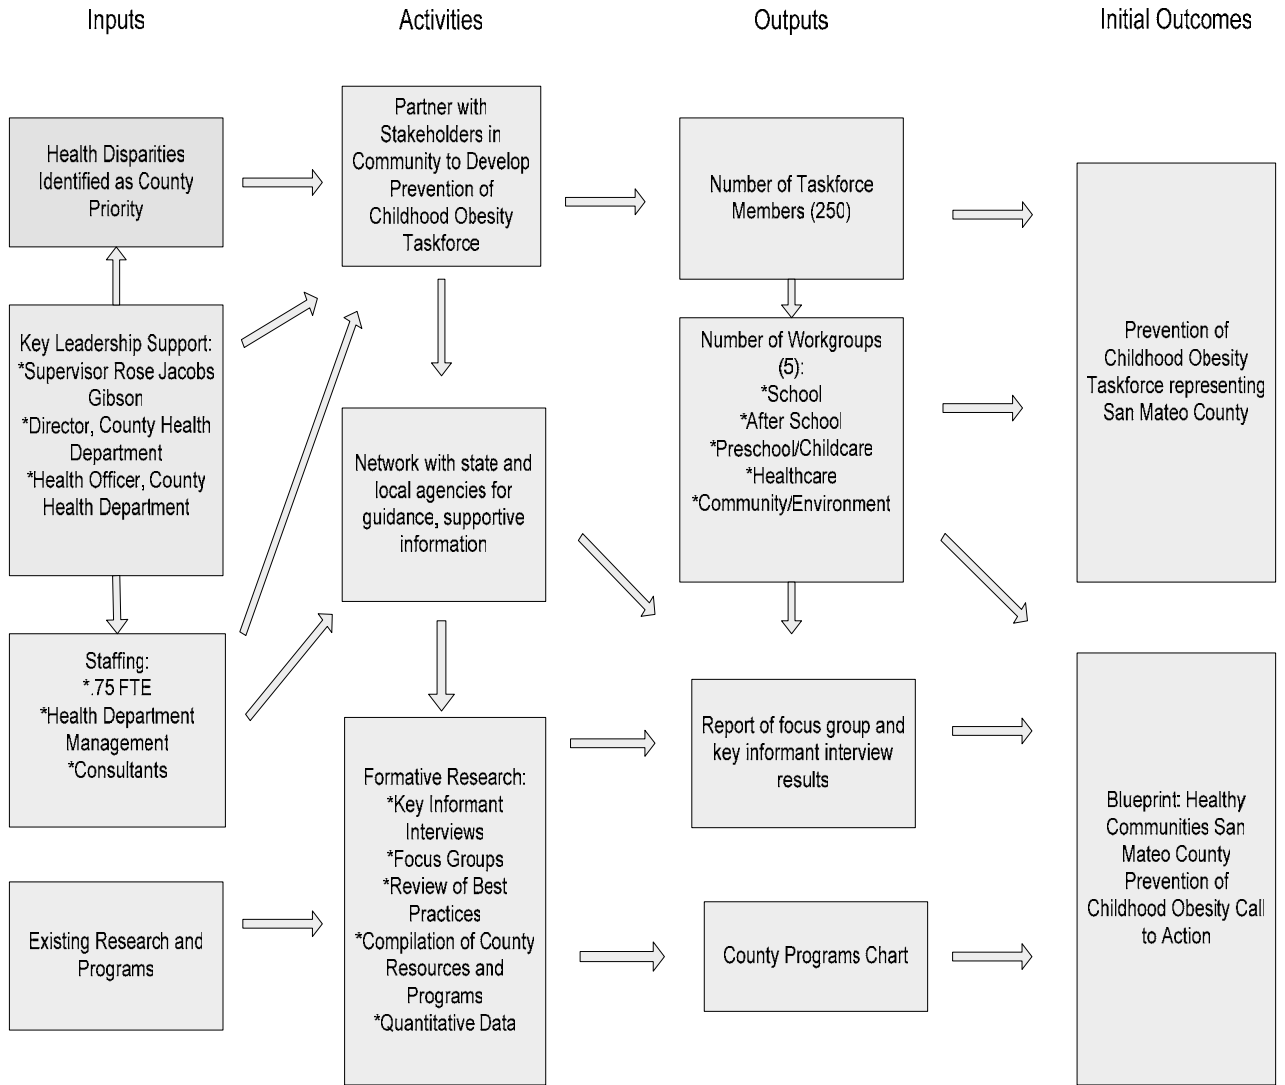 Inputs
Activities
Outputs
Initial Outcomes
Health Disparities
Identified as County
Priority
Key Leadership Support:
*Supervisor Rose Jacobs
Gibson
*Director, County Health
Department
*Health Officer, County
Health Department
Staffing:
*.75 FTE
*Health Department
Management
*Consultants
Existing Research and
Programs
Partner with
Stakeholders in
Community to Develop
Prevention of
Childhood Obesity
Taskforce
Network with state and
local agencies for
guidance, supportive
information
Formative Research:
*Key Informant
Interviews
*Focus Groups
*Review of Best
Practices
*Compilation of County
Resources and
Programs
*Quantitative Data
Number of Taskforce
Members (250)
Number of Workgroups
(5):
*School
*After School
*Preschool/Childcare
*Healthcare
*Community/Environment
Report of focus group and
key informant interview
results
County Programs Chart
Prevention of
Childhood Obesity
Taskforce representing
San Mateo County
Blueprint: Healthy
Communities San
Mateo County
Prevention of
Childhood Obesity Call
to Action